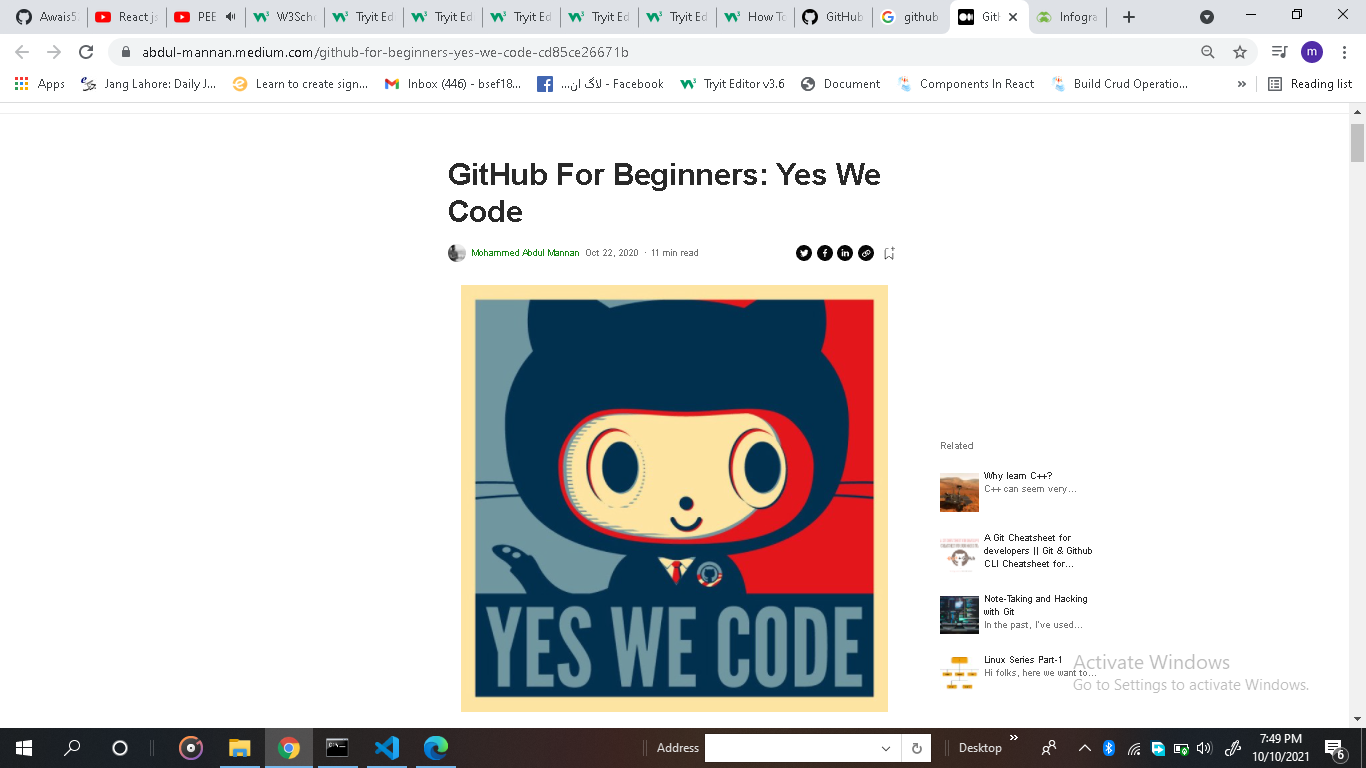 Awais5
React js
PEE
W3Scho
Tryit Ed
Tryit Ed
Tryit Ed
Tryit Ed
Tryit Ed
How To
GitHub
github
Git
Infogra
abdul-mannan.medium.com/github-for-beginners-yes-we-code-cd85ce26671b
m
Apps
Jang Lahore: Daily J...
Learn to create sign...
Inbox (446) - bsef18...
...لاگ ان - Facebook
Tryit Editor v3.6
Document
Components In React
Build Crud Operatio...
»
Reading list
GitHub For Beginners: Yes We
Code
Mohammed Abdul Mannan Oct 22, 2020 · 11 min read
YES WE CODE
Related
Why learn C++?
C++ can seem very...
A Git Cheatsheet for
developers || Git & Github
CLI Cheatsheet for...
Note-Taking and Hacking
with Git
In the past, I've used...
Linux Series Part-1
Hi folks, here we want to...
Activate Windows
Go to Settings to activate Windows.
Address
Desktop
»
7:49 PM
10/10/2021
6